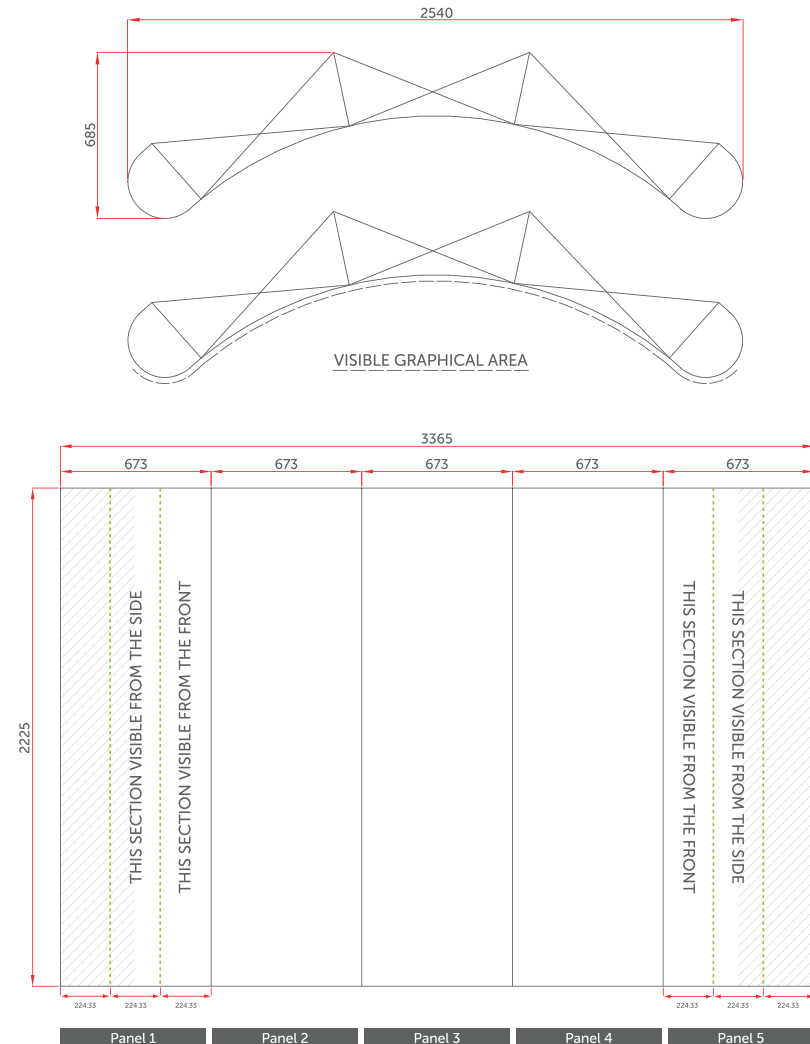 2540
685
VISIBLE GRAPHICAL AREA
3365
673
673
673
673
673
2225
THIS SECTION VISIBLE FROM THE SIDE
THIS SECTION VISIBLE FROM THE FRONT
THIS SECTION VISIBLE FROM THE FRONT
THIS SECTION VISIBLE FROM THE SIDE
224.33
224.33
224.33
224.33
224.33
224.33
Panel 1
Panel 2
Panel 3
Panel 4
Panel 5